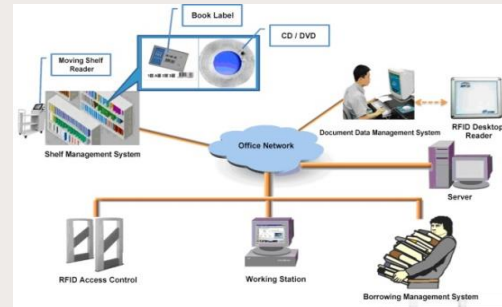 Book Label
CD / DVD
Moving Shelf
Reader
Shelf Management System
Office Network
Document Data Management System
RFID Desktop
Reader
Server
RFID Access Control
Working Station
Borrowing Management System